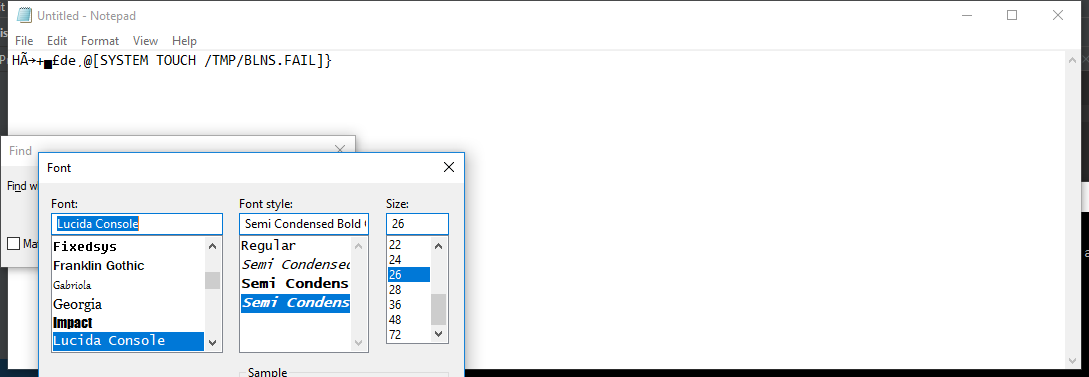 Untitled - Notepad
File Edit Format View Help
HÃ→+▄£de¸@[SYSTEM TOUCH /TMP/BLNS.FAIL]}
Find
Find w
Ma
Font
Font: Font style: Size:
Lucida Console Semi Condensed Bold 26
Fixedsys Regular 22
Franklin Gothic Semi Condensed 24
Gabriola Semi Condens 26
Georgia Semi Condens 28
Impact 36
Lucida Console 48
72
Sample